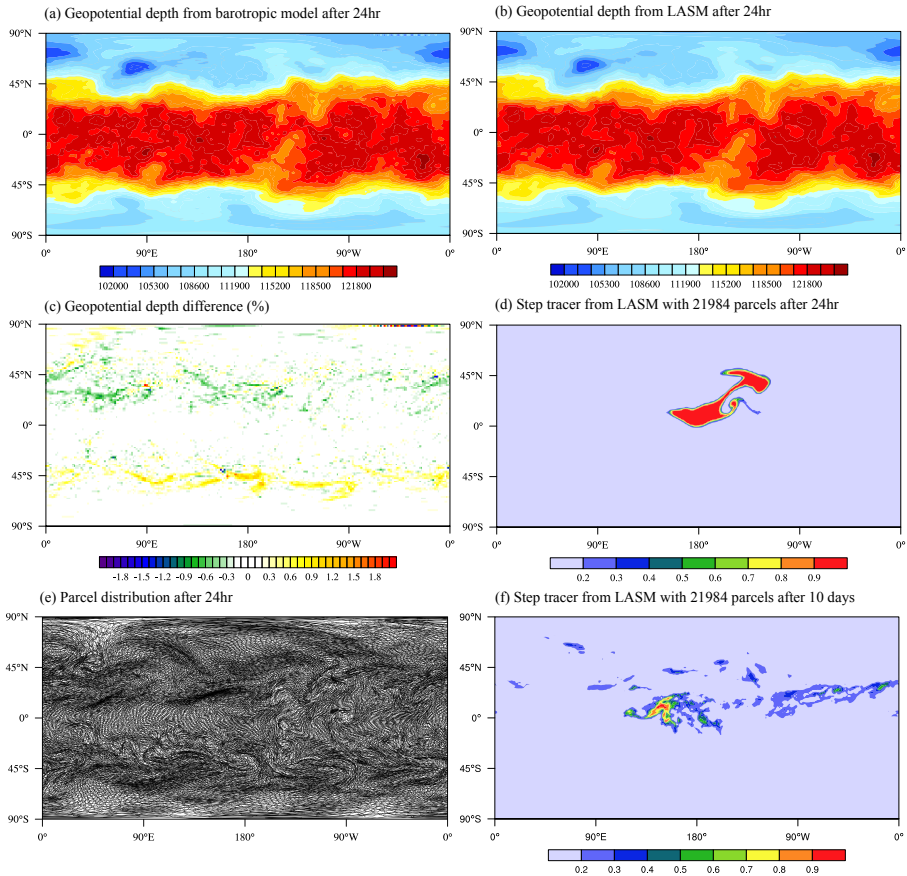 (a) Geopotential depth from barotropic model after 24hr
90°N
45°N
0°
45°S
90°S
0° 90°E 180° 90°W 0°
102000 105300 108600 111900 115200 118500 121800
(b) Geopotential depth from LASM after 24hr
90°N
45°N
0°
45°S
90°S
0° 90°E 180° 90°W 0°
102000 105300 108600 111900 115200 118500 121800
(c) Geopotential depth difference (%)
90°N
45°N
0°
45°S
90°S
0° 90°E 180° 90°W 0°
-1.8 -1.5 -1.2 -0.9 -0.6 -0.3 0 0.3 0.6 0.9 1.2 1.5 1.8
(d) Step tracer from LASM with 21984 parcels after 24hr
90°N
45°N
0°
45°S
90°S
0° 90°E 180° 90°W 0°
0.2 0.3 0.4 0.5 0.6 0.7 0.8 0.9
(e) Parcel distribution after 24hr
90°N
45°N
0°
45°S
90°S
0° 90°E 180° 90°W 0°
(f) Step tracer from LASM with 21984 parcels after 10 days
90°N
45°N
0°
45°S
90°S
0° 90°E 180° 90°W 0°
0.2 0.3 0.4 0.5 0.6 0.7 0.8 0.9